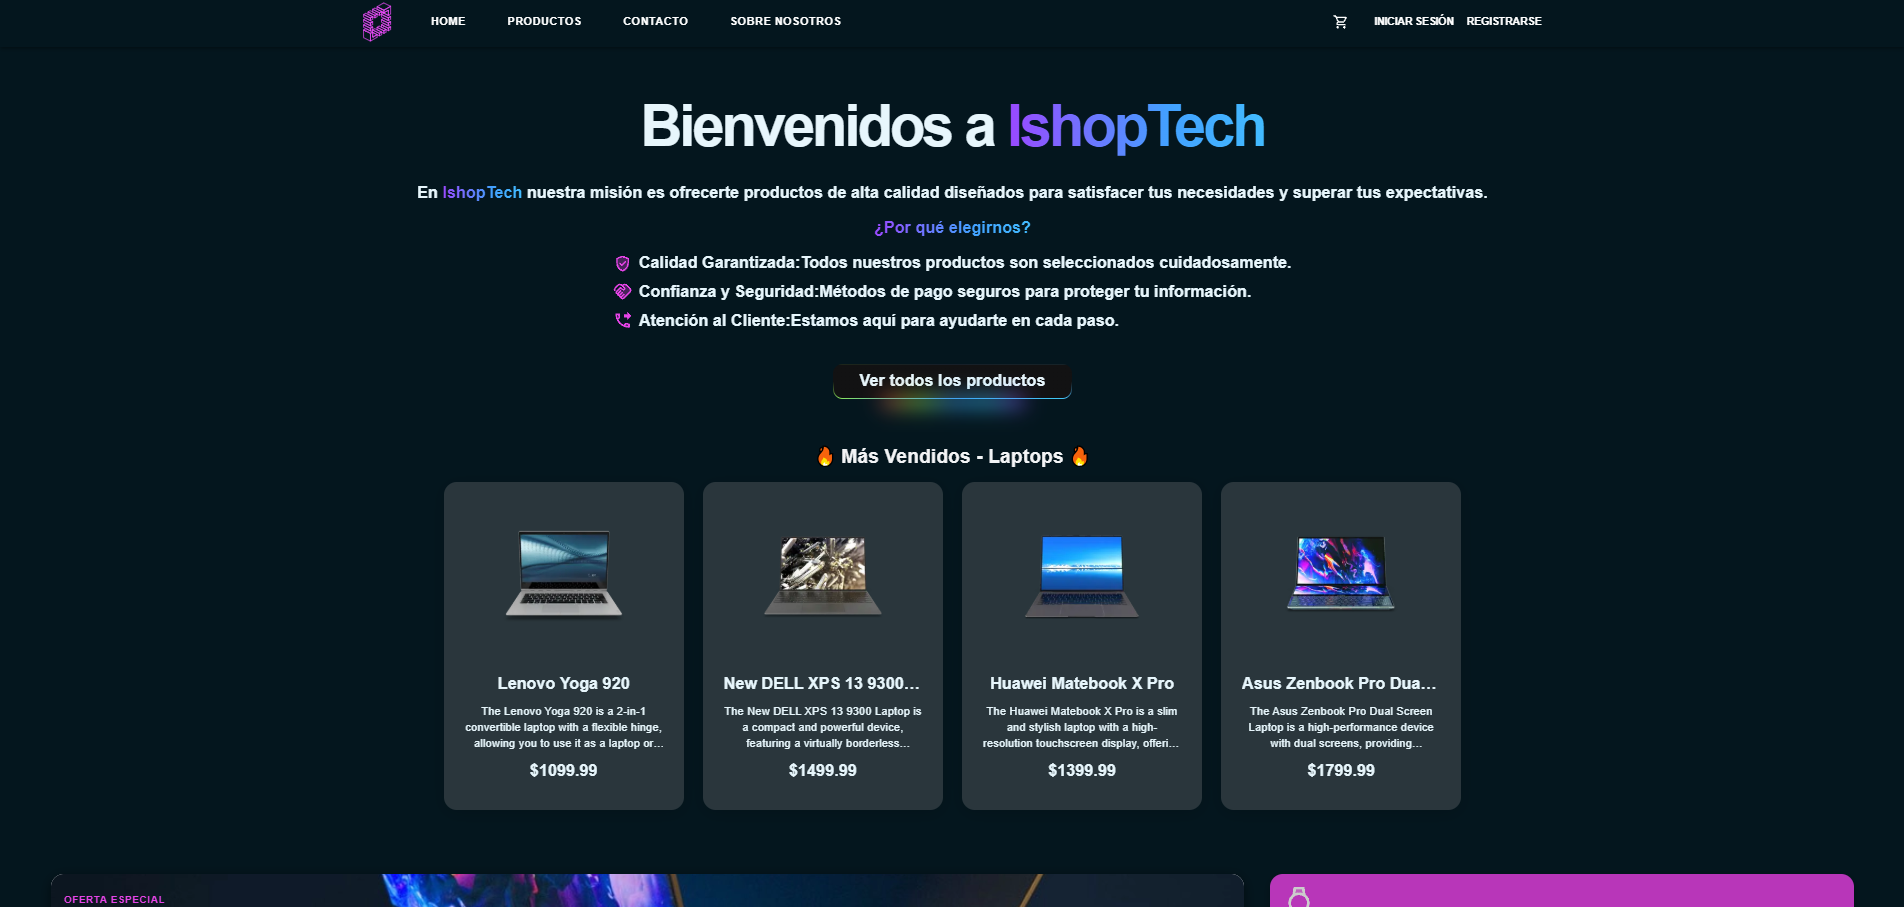 HOME PRODUCTOS CONTACTO SOBRE NOSOTROS INICIAR SESIÓN REGISTRARSE
Bienvenidos a IshopTech
En IshopTech nuestra misión es ofrecerte productos de alta calidad diseñados para satisfacer tus necesidades y superar tus expectativas.
¿Por qué elegirnos?
Calidad Garantizada:Todos nuestros productos son seleccionados cuidadosamente.
Confianza y Seguridad:Métodos de pago seguros para proteger tu información.
Atención al Cliente:Estamos aquí para ayudarte en cada paso.
Ver todos los productos
🔥 Más Vendidos - Laptops 🔥
Lenovo Yoga 920
The Lenovo Yoga 920 is a 2-in-1
convertible laptop with a flexible hinge,
allowing you to use it as a laptop or...
$1099.99
New DELL XPS 13 9300...
The New DELL XPS 13 9300 Laptop is
a compact and powerful device,
featuring a virtually borderless...
$1499.99
Huawei Matebook X Pro
The Huawei Matebook X Pro is a slim
and stylish laptop with a high-
resolution touchscreen display, offeri...
$1399.99
Asus Zenbook Pro Dua...
The Asus Zenbook Pro Dual Screen
Laptop is a high-performance device
with dual screens, providing...
$1799.99
OFERTA ESPECIAL